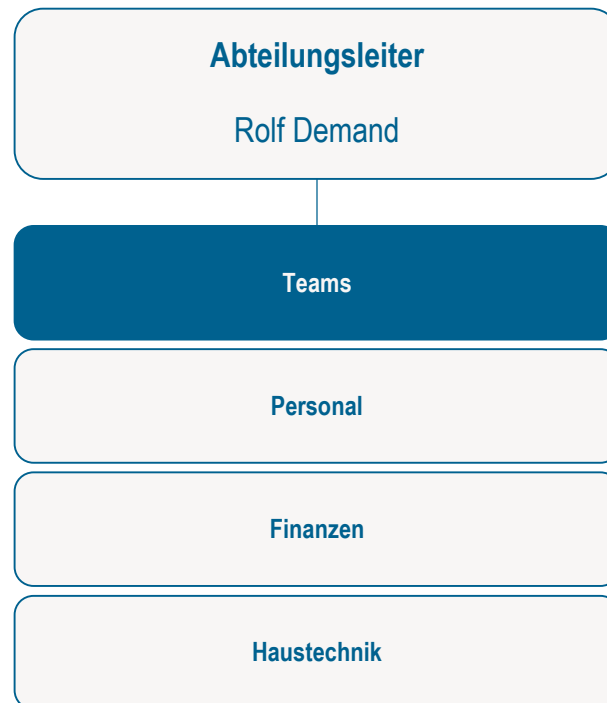 Abteilungsleiter
Rolf Demand
Teams
Personal
Finanzen
Haustechnik